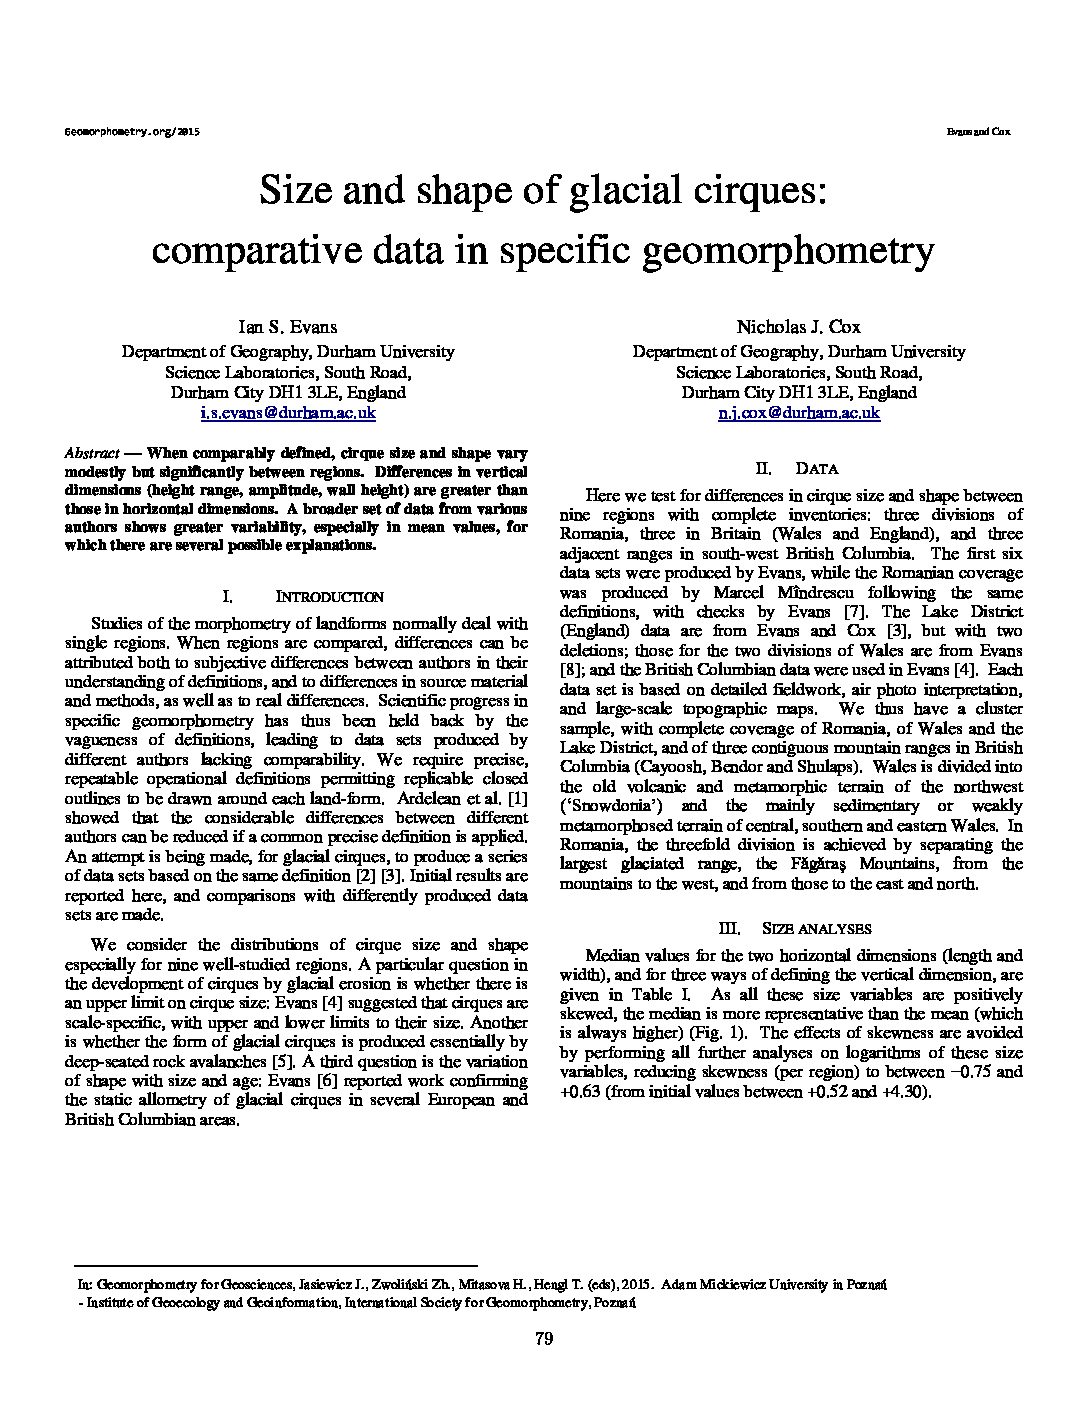 Geomorphometry.org/2015
Evans and Cox
Size and shape of glacial cirques:
comparative data in specific geomorphometry
Ian S. Evans
Department of Geography, Durham University
Science Laboratories, South Road,
Durham City DH1 3LE, England
i.s.evans@durham.ac.uk
Nicholas J. Cox
Department of Geography, Durham University
Science Laboratories, South Road,
Durham City DH1 3LE, England
n.j.cox@durham.ac.uk
Abstract — When comparably defined, cirque size and shape vary
modestly but significantly between regions. Differences in vertical
dimensions (height range, amplitude, wall height) are greater than
those in horizontal dimensions. A broader set of data from various
authors shows greater variability, especially in mean values, for
which there are several possible explanations.
I. INTRODUCTION
Studies of the morphometry of landforms normally deal with
single regions. When regions are compared, differences can be
attributed both to subjective differences between authors in their
understanding of definitions, and to differences in source material
and methods, as well as to real differences. Scientific progress in
specific geomorphometry has thus been held back by the
vagueness of definitions, leading to data sets produced by
different authors lacking comparability. We require precise,
repeatable operational definitions permitting replicable closed
outlines to be drawn around each land-form. Ardelean et al. [1]
showed that the considerable differences between different
authors can be reduced if a common precise definition is applied.
An attempt is being made, for glacial cirques, to produce a series
of data sets based on the same definition [2] [3]. Initial results are
reported here, and comparisons with differently produced data
sets are made.
We consider the distributions of cirque size and shape
especially for nine well-studied regions. A particular question in
the development of cirques by glacial erosion is whether there is
an upper limit on cirque size: Evans [4] suggested that cirques are
scale-specific, with upper and lower limits to their size. Another
is whether the form of glacial cirques is produced essentially by
deep-seated rock avalanches [5]. A third question is the variation
of shape with size and age: Evans [6] reported work confirming
the static allometry of glacial cirques in several European and
British Columbian areas.
II. DATA
Here we test for differences in cirque size and shape between
nine regions with complete inventories: three divisions of
Romania, three in Britain (Wales and England), and three
adjacent ranges in south-west British Columbia. The first six
data sets were produced by Evans, while the Romanian coverage
was produced by Marcel Mîndrescu following the same
definitions, with checks by Evans [7]. The Lake District
(England) data are from Evans and Cox [3], but with two
deletions; those for the two divisions of Wales are from Evans
[8]; and the British Columbian data were used in Evans [4]. Each
data set is based on detailed fieldwork, air photo interpretation,
and large-scale topographic maps. We thus have a cluster
sample, with complete coverage of Romania, of Wales and the
Lake District, and of three contiguous mountain ranges in British
Columbia (Cayoosh, Bendor and Shulaps). Wales is divided into
the old volcanic and metamorphic terrain of the northwest
(‘Snowdonia’) and the mainly sedimentary or weakly
metamorphosed terrain of central, southern and eastern Wales. In
Romania, the threefold division is achieved by separating the
largest glaciated range, the Făgăraş Mountains, from the
mountains to the west, and from those to the east and north.
III. SIZE ANALYSES
Median values for the two horizontal dimensions (length and
width), and for three ways of defining the vertical dimension, are
given in Table I. As all these size variables are positively
skewed, the median is more representative than the mean (which
is always higher) (Fig. 1). The effects of skewness are avoided
by performing all further analyses on logarithms of these size
variables, reducing skewness (per region) to between −0.75 and
+0.63 (from initial values between +0.52 and +4.30).
In: Geomorphometry for Geosciences, Jasiewicz J., Zwoliński Zb., Mitasova H., Hengl T. (eds), 2015. Adam Mickiewicz University in Poznań
- Institute of Geoecology and Geoinformation, International Society for Geomorphometry, Poznań
79